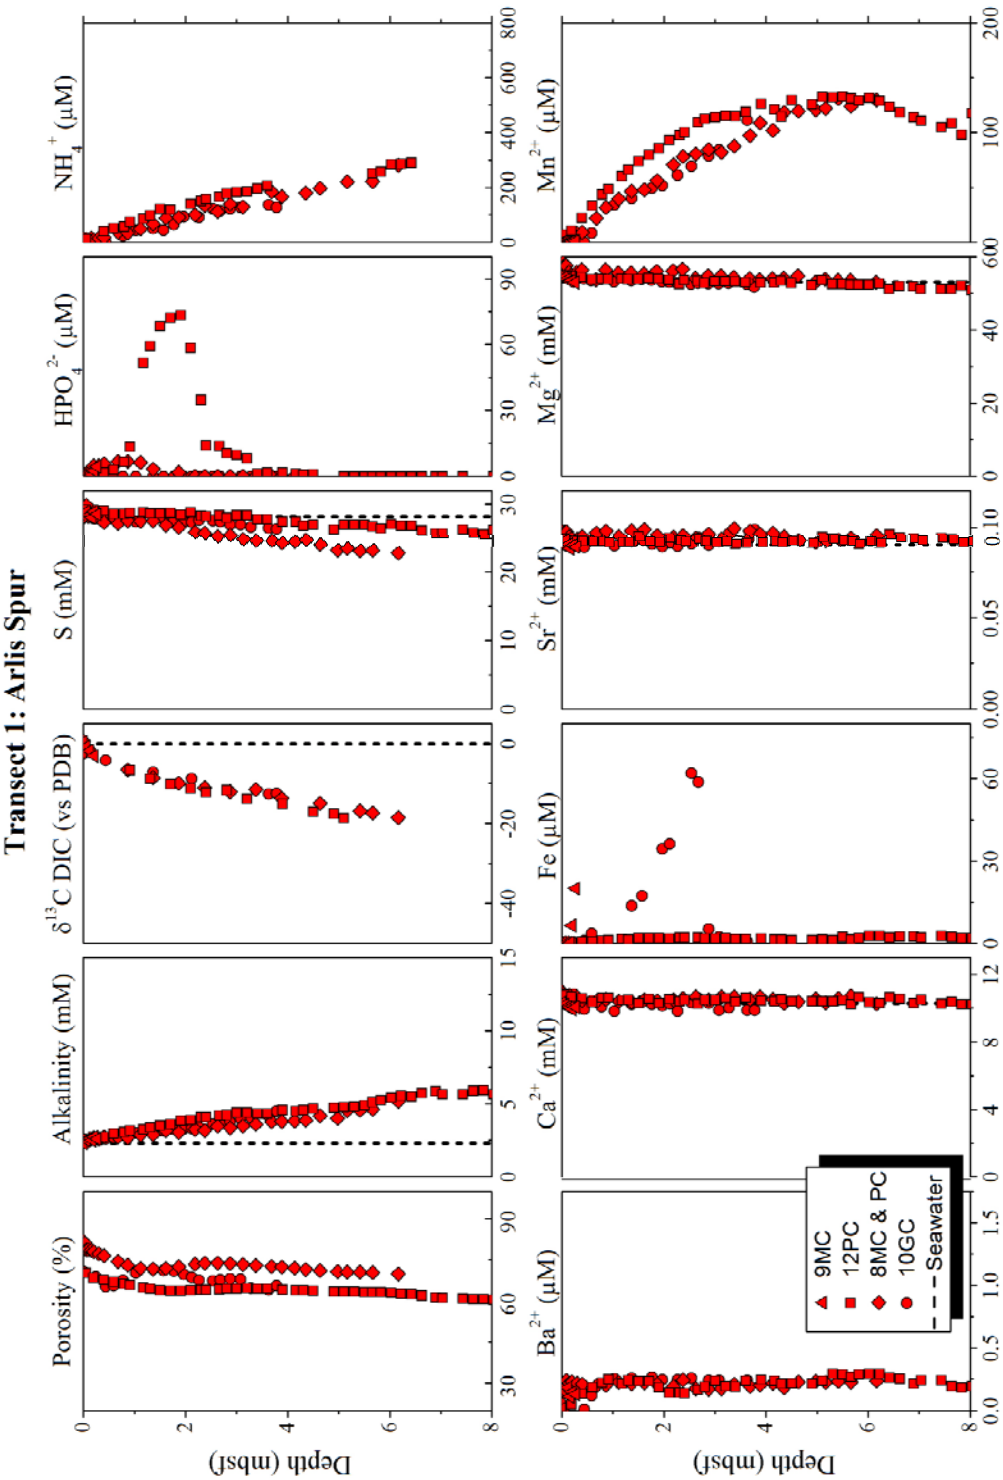 Transect 1: Arlis Spur
Porosity (%)
Alkalinity (mM)
δ¹³C DIC (vs PDB)
S (mM)
HPO₄²⁻ (μM)
NH₄⁺ (μM)
30 60 90
0 5 10 15
-40 -20 0
0 10 20 30
0 30 60 90
0 200 400 600 800
0
2
4
6
8
Depth (mbsf)
Ba²⁺ (μM)
Ca²⁺ (mM)
Fe (μM)
Sr²⁺ (mM)
Mg²⁺ (mM)
Mn²⁺ (μM)
9MC
12PC
8MC & PC
10GC
Seawater
0.0 0.5 1.0 1.5
0 4 8 12
0 30 60
0.00 0.05 0.10
0 20 40 60
0 100 200
0
2
4
6
8
Depth (mbsf)